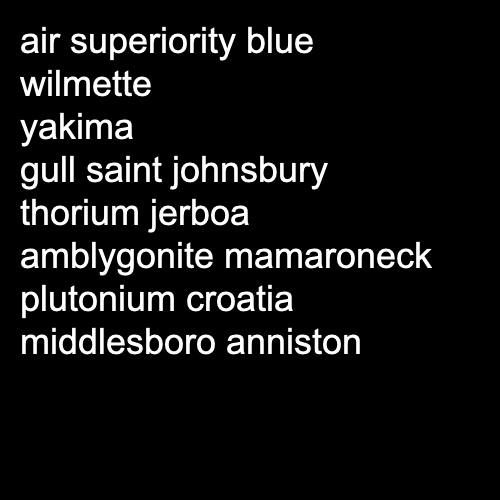 air superiority blue
wilmette
yakima
gull saint johnsbury
thorium jerboa
amblygonite mamaroneck
plutonium croatia
middlesboro anniston